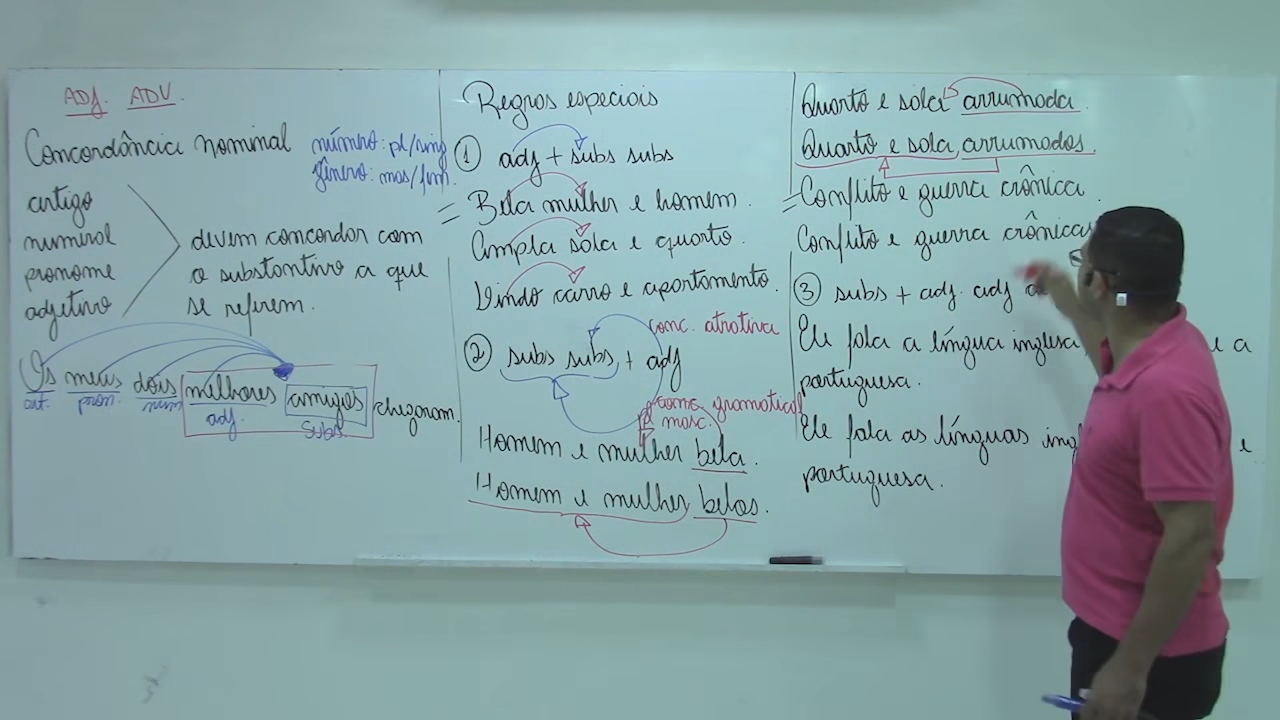 ADJ. ADV.
Concordância nominal
número: pl/sing
gênero: mas/fem.
artigo
numeral
pronome
adjetivo
devem concordar com
o substantivo a que
se referem.
Os meus dois melhores amigos chegaram.
art. pron. num adj. subs.
Regras especiais
1 adj + subs subs
Bela mulher e homem.
Ampla sala e quarto.
Lindo carro e apartamento.
conc. atrativa
2 subs subs + adj
conc gramatical
masc.
Homem e mulher bela.
Homem e mulher belos.
Quarto e sala arrumada.
Quarto e sala arrumados.
Conflito e guerra crônica.
Conflito e guerra crônicas
3 subs + adj. adj
Ele fala a língua inglesa, e a
portuguesa.
Ele fala as línguas e
portuguesa.